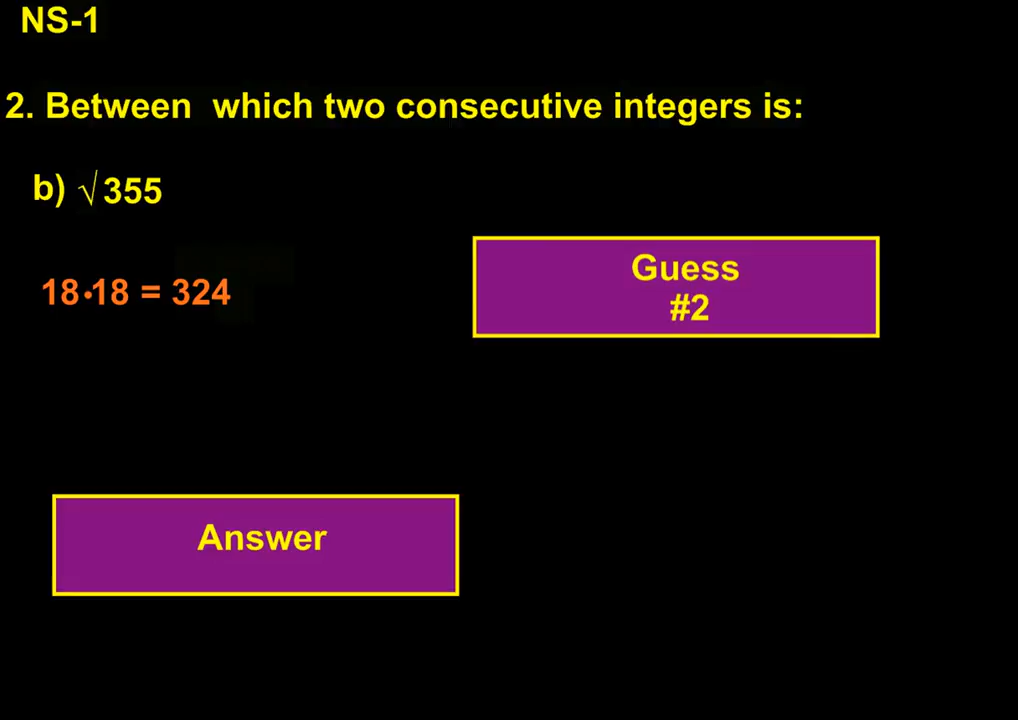 NS-1
2. Between which two consecutive integers is:
b) √355
18·18 = 324
Guess
#2
Answer